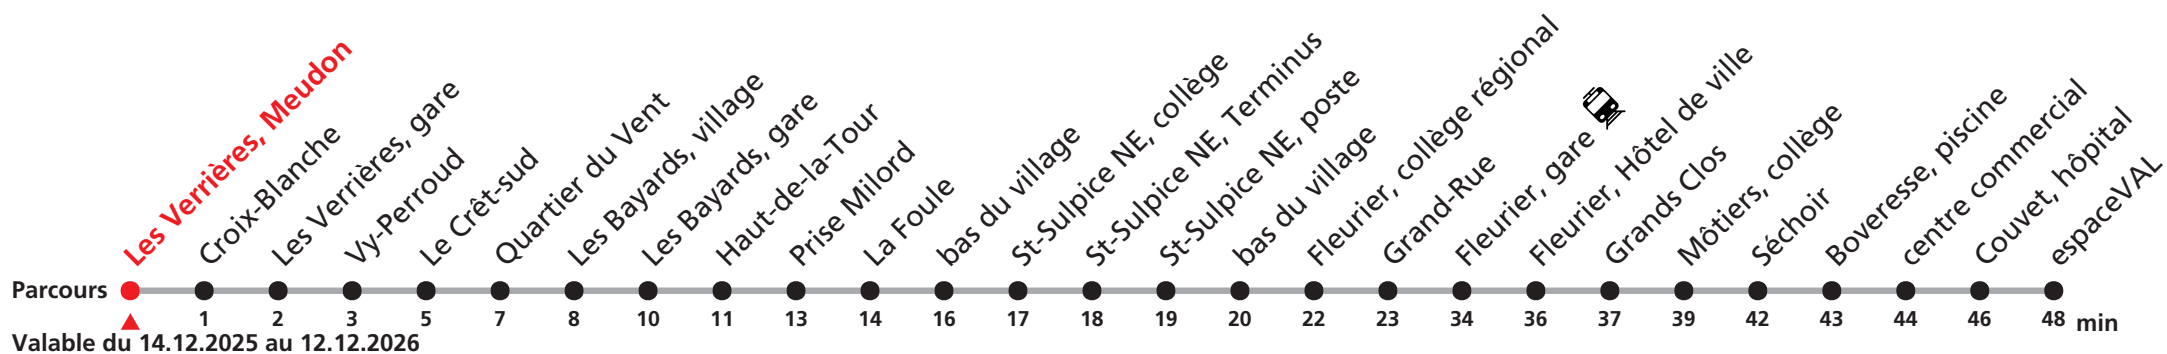 Les Verrières, Meudon
Croix-Blanche
Les Verrières, gare
Vy-Perroud
Le Crêt-sud
Quartier du Vent
Les Bayards, village
Les Bayards, gare
Haut-de-la-Tour
Prise Milord
La Foule
bas du village
St-Sulpice NE, collège
St-Sulpice NE, Terminus
St-Sulpice NE, poste
bas du village
Fleurier, collège régional
Grand-Rue
Fleurier, gare
Fleurier, Hôtel de ville
Grands Clos
Môtiers, collège
Séchoir
Boveresse, piscine
centre commercial
Couvet, hôpital
espaceVAL
Parcours
1 2 3 5 7 8 10 11 13 14 16 17 18 19 20 22 23 34 36 37 39 42 43 44 46 48 min
Valable du 14.12.2025 au 12.12.2026